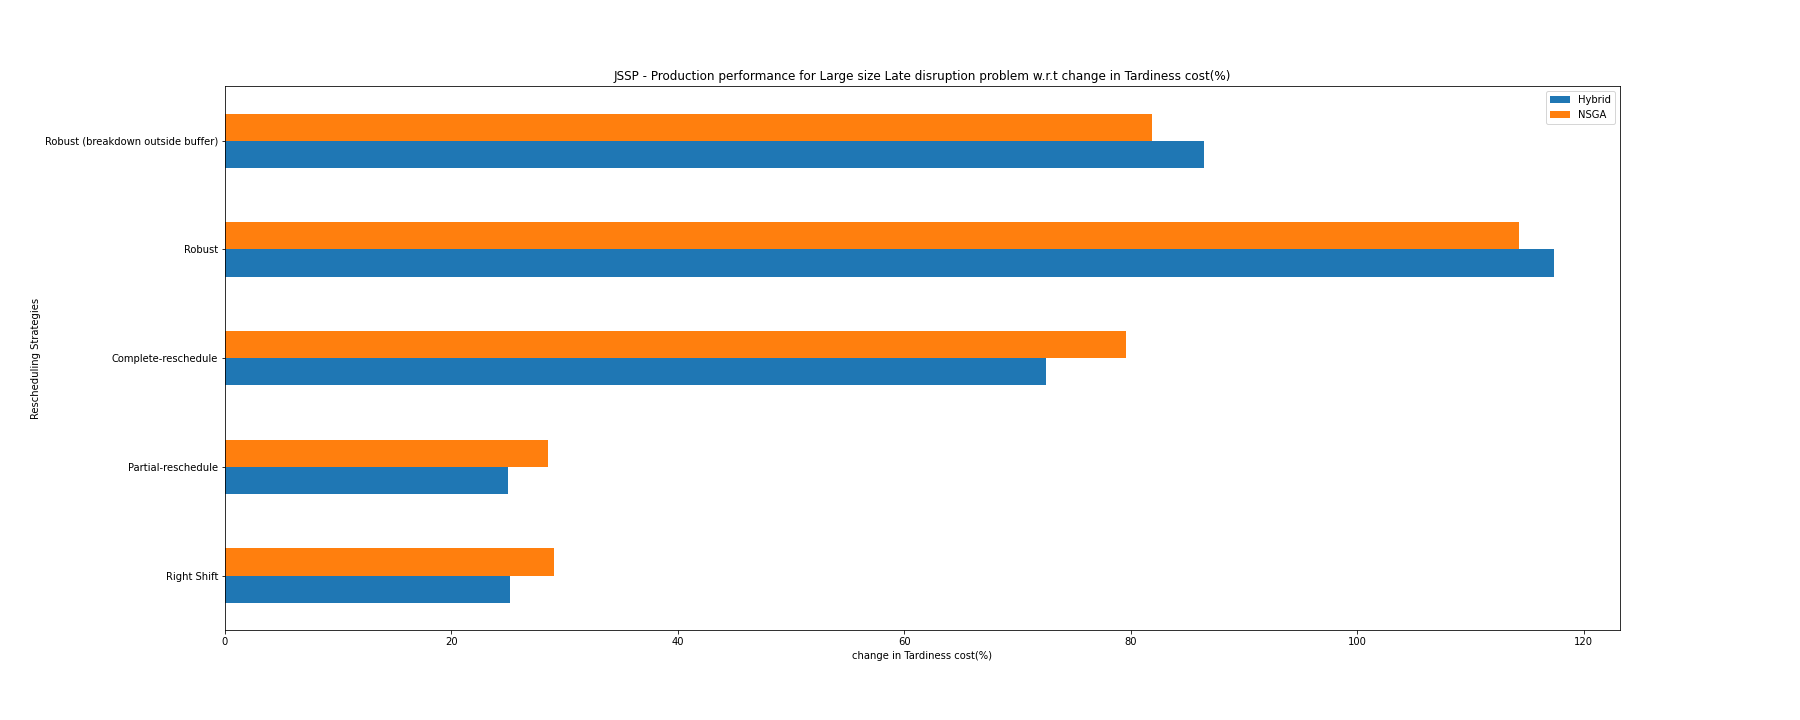 JSSP - Production performance for Large size Late disruption problem w.r.t change in Tardiness cost(%)
Hybrid
NSGA
Rescheduling Strategies
Robust (breakdown outside buffer)
Robust
Complete-reschedule
Partial-reschedule
Right Shift
0 20 40 60 80 100 120
change in Tardiness cost(%)